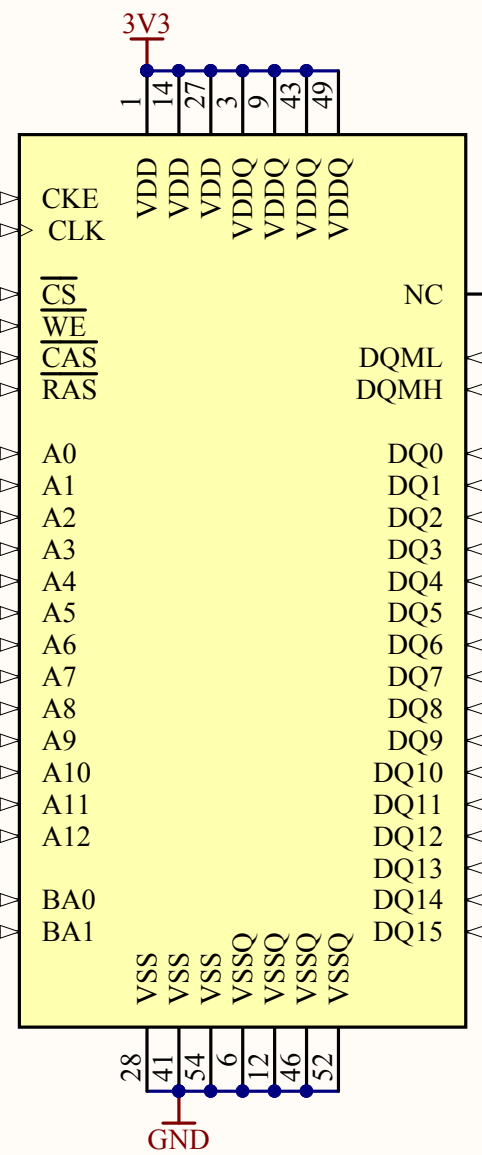 3V3
1 14 27 3 9 43 49
VDD VDD VDD VDDQ VDDQ VDDQ VDDQ
CKE
CLK
CS NC
WE
CAS DQML
RAS DQMH
A0 DQ0
A1 DQ1
A2 DQ2
A3 DQ3
A4 DQ4
A5 DQ5
A6 DQ6
A7 DQ7
A8 DQ8
A9 DQ9
A10 DQ10
A11 DQ11
A12 DQ12
DQ13
BA0 DQ14
BA1 DQ15
VSS VSS VSS VSSQ VSSQ VSSQ VSSQ
28 41 54 6 12 46 52
GND